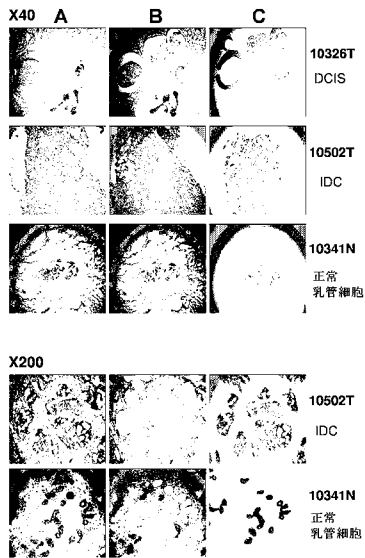 X40 A B C
10326T
DCIS
10502T
IDC
10341N
正常
乳管細胞
X200
10502T
IDC
10341N
正常
乳管細胞